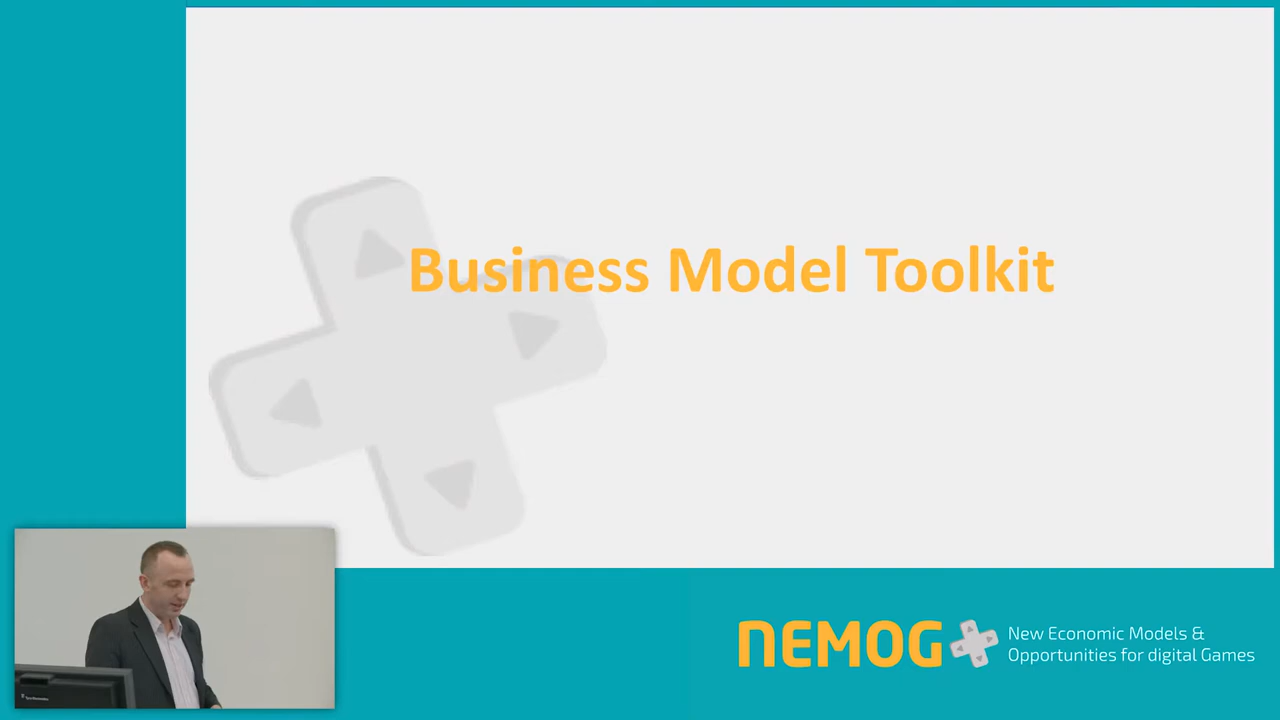 Business Model Toolkit
NEMOG
New Economic Models &
Opportunities for digital Games